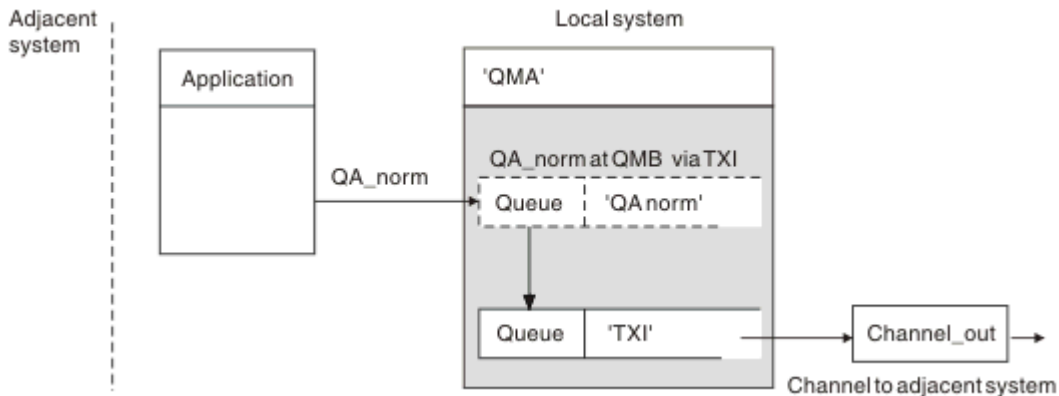 Adjacent
system
Local system
Application
'QMA'
QA_norm at QMB via TXI
QA_norm
Queue
'QA norm'
Queue
'TXI'
Channel_out
Channel to adjacent system